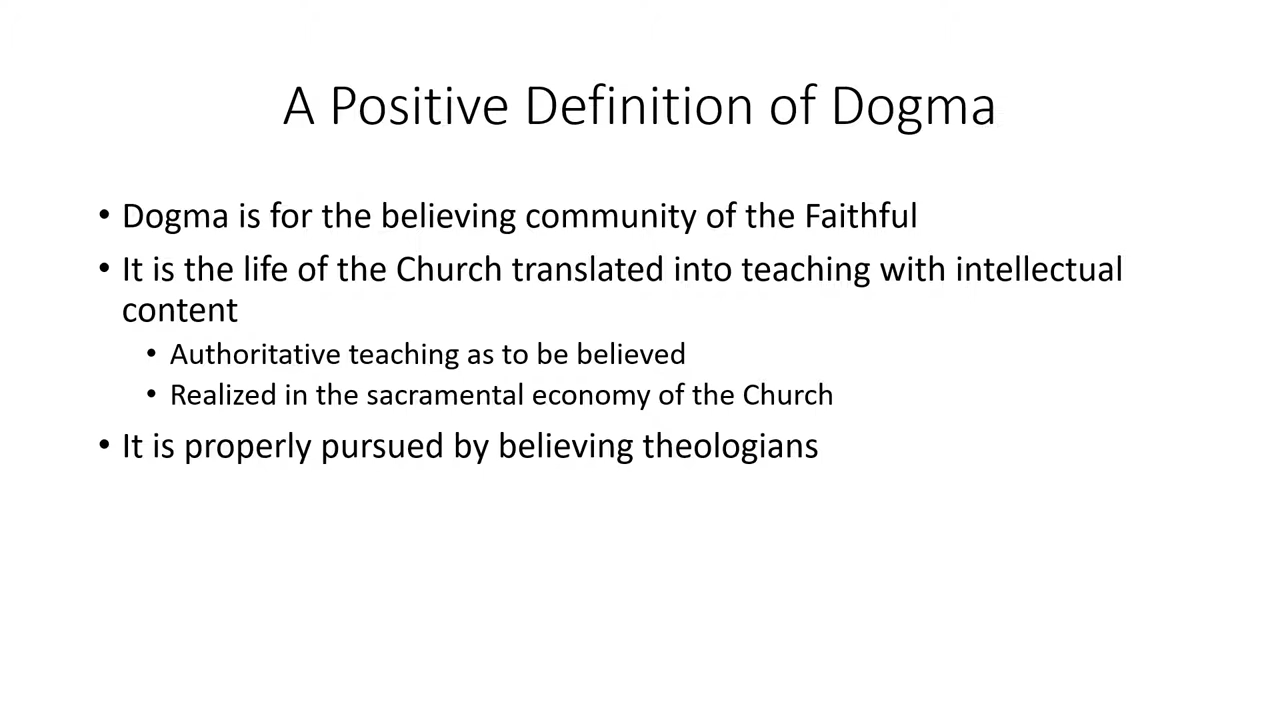 A Positive Definition of Dogma
• Dogma is for the believing community of the Faithful
• It is the life of the Church translated into teaching with intellectual
content
• Authoritative teaching as to be believed
• Realized in the sacramental economy of the Church
• It is properly pursued by believing theologians